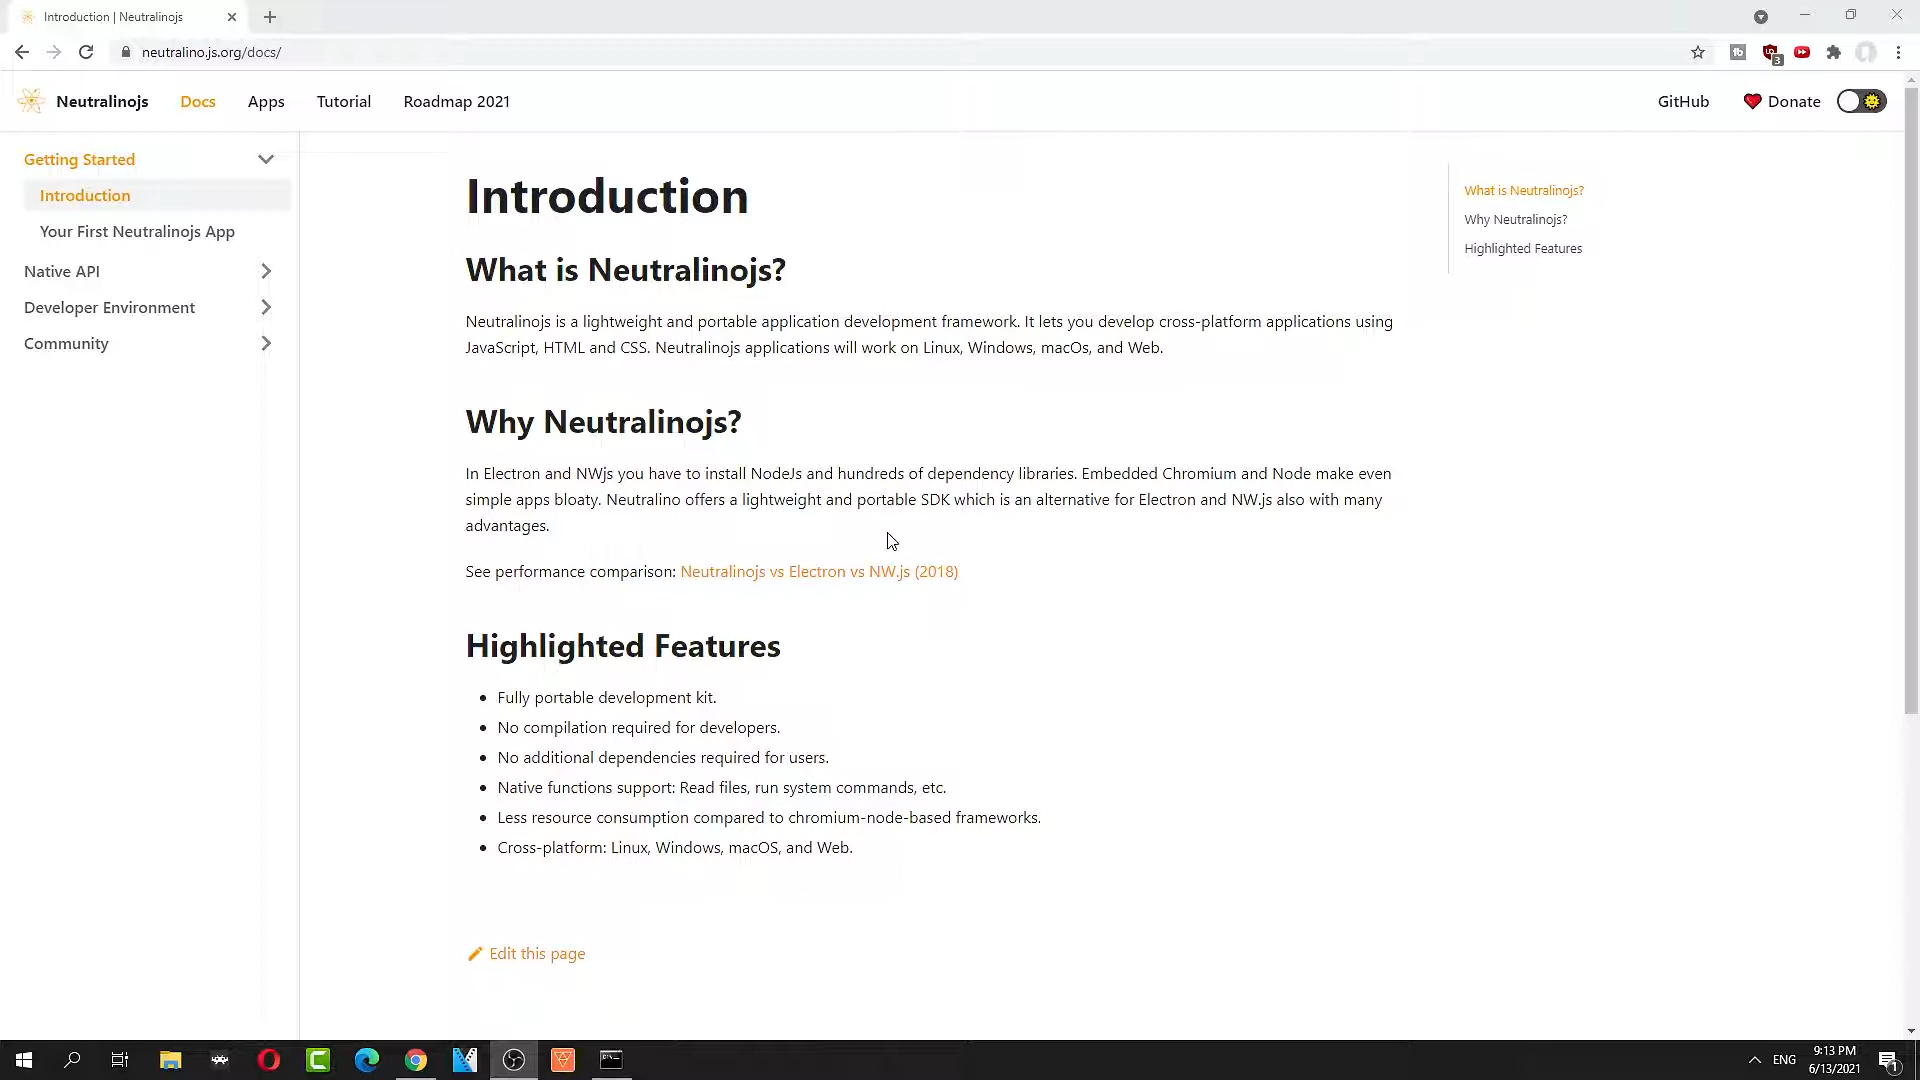 Introduction | Neutralinojs
neutralino.js.org/docs/
3
Neutralinojs
Docs
Apps
Tutorial
Roadmap 2021
GitHub
Donate
Getting Started
Introduction
Your First Neutralinojs App
Native API
Developer Environment
Community
Introduction
What is Neutralinojs?
Neutralinojs is a lightweight and portable application development framework. It lets you develop cross-platform applications using
JavaScript, HTML and CSS. Neutralinojs applications will work on Linux, Windows, macOs, and Web.
Why Neutralinojs?
In Electron and NWjs you have to install NodeJs and hundreds of dependency libraries. Embedded Chromium and Node make even
simple apps bloaty. Neutralino offers a lightweight and portable SDK which is an alternative for Electron and NW.js also with many
advantages.
See performance comparison: Neutralinojs vs Electron vs NW.js (2018)
Highlighted Features
Fully portable development kit.
No compilation required for developers.
No additional dependencies required for users.
Native functions support: Read files, run system commands, etc.
Less resource consumption compared to chromium-node-based frameworks.
Cross-platform: Linux, Windows, macOS, and Web.
Edit this page
What is Neutralinojs?
Why Neutralinojs?
Highlighted Features
ENG
9:13 PM
6/13/2021
1